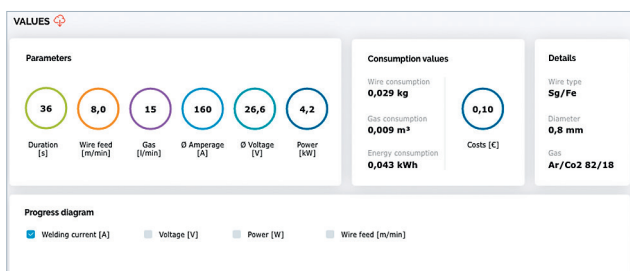 VALUES
Parameters
36
8,0
15
160
26,6
4,2
Duration
[s]
Wire feed
[m/min]
Gas
[l/min]
Ø Amperage
[A]
Ø Voltage
[V]
Power
[kW]
Consumption values
Wire consumption
0,029 kg
Gas consumption
0,009 m³
Energy consumption
0,043 kWh
0,10
Costs [€]
Details
Wire type
Sg/Fe
Diameter
0,8 mm
Gas
Ar/Co2 82/18
Progress diagram
Welding current [A] Voltage [V] Power [W] Wire feed [m/min]